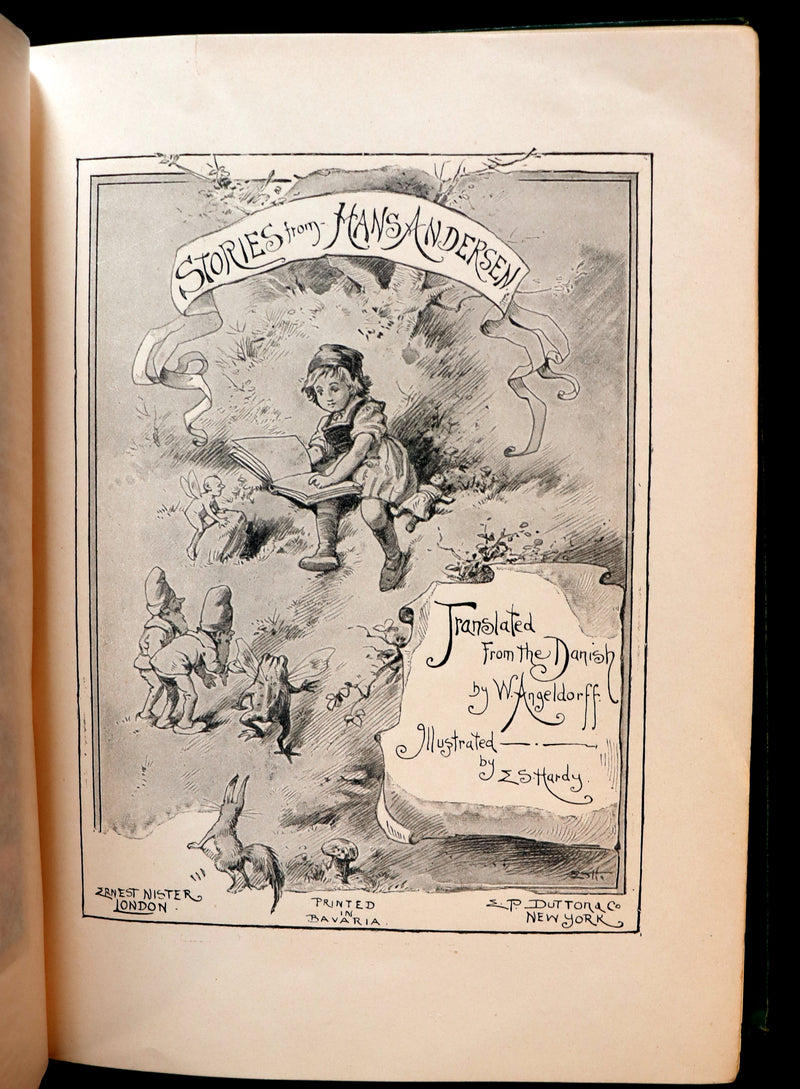 STORIES from HANS ANDERSEN
Translated
From the Danish
by W. Angeldorff.
Illustrated
by E S Hardy.
ERNEST NISTER
LONDON.
PRINTED
IN
BAVARIA.
E. P. DUTTON & Co
NEW YORK